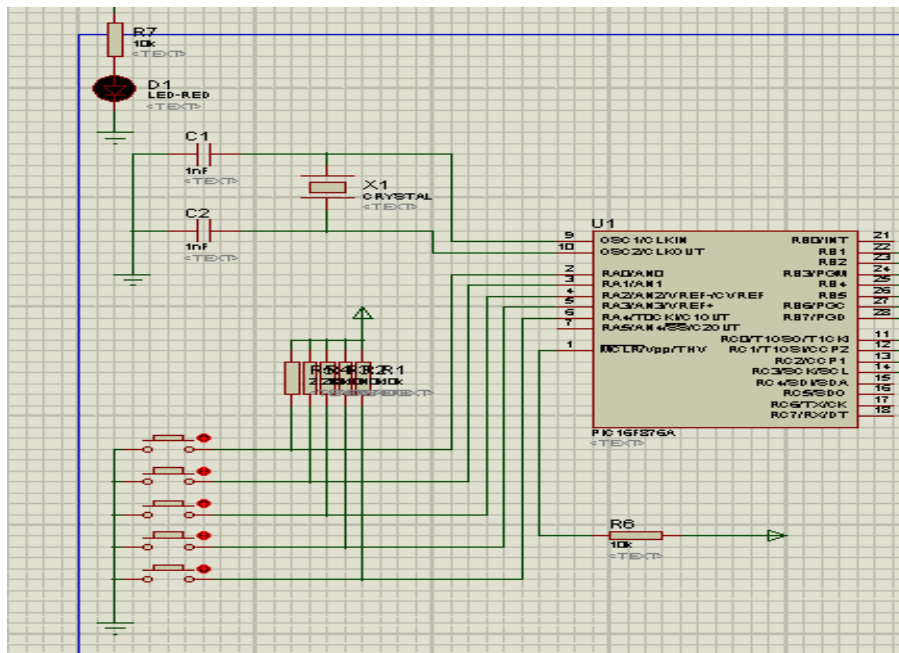 R7
10k
<TEXT>
D1
LED-RED
<TEXT>
C1
1nF
<TEXT>
X1
CRYSTAL
<TEXT>
C2
1nF
<TEXT>
U1
9 OSC1/CLKIN RB0/INT 21
10 OSC2/CLKOUT RB1 22
RB2 23
2 RA0/AN0 RB3/PGM 24
3 RA1/AN1 RB4 25
4 RA2/AN2/VREF-/CVREF RB5 26
5 RA3/AN3/VREF+ RB6/PGC 27
6 RA4/T0CKI/C1OUT RB7/PGD 28
7 RA5/AN4/SS/C2OUT
RC0/T1OSO/T1CKI 11
1 MCLR/Vpp/THV RC1/T1OSI/CCP2 12
RC2/CCP1 13
RC3/SCK/SCL 14
RC4/SDI/SDA 15
RC5/SDO 16
RC6/TX/CK 17
RC7/RX/DT 18
PIC16F876A
<TEXT>
R1
R6
10k
<TEXT>